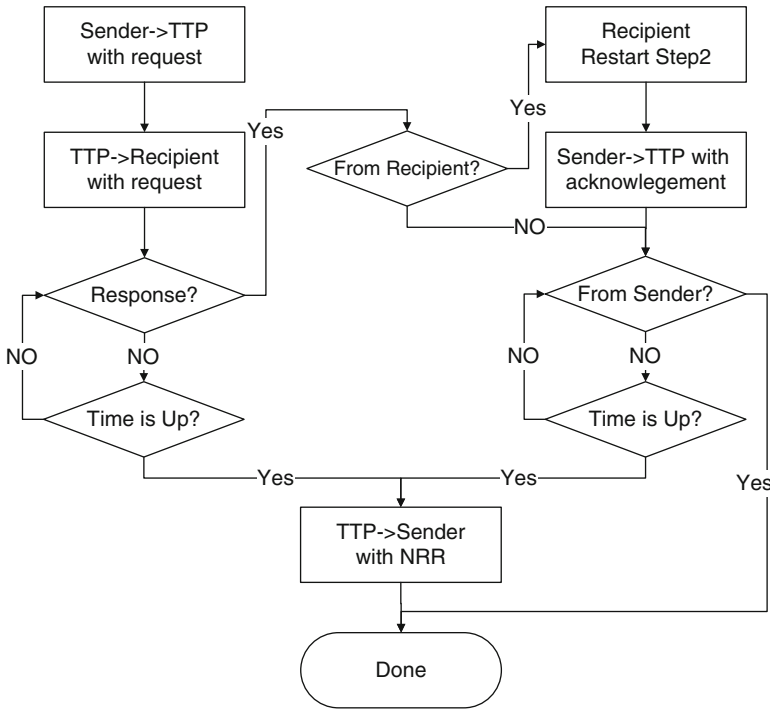 Sender->TTP
with request
Recipient
Restart Step2
Yes
Yes
TTP->Recipient
with request
From Recipient?
Sender->TTP with
acknowlegement
NO
Response?
From Sender?
NO
NO
NO
NO
Time is Up?
Time is Up?
Yes
Yes
Yes
TTP->Sender
with NRR
Done